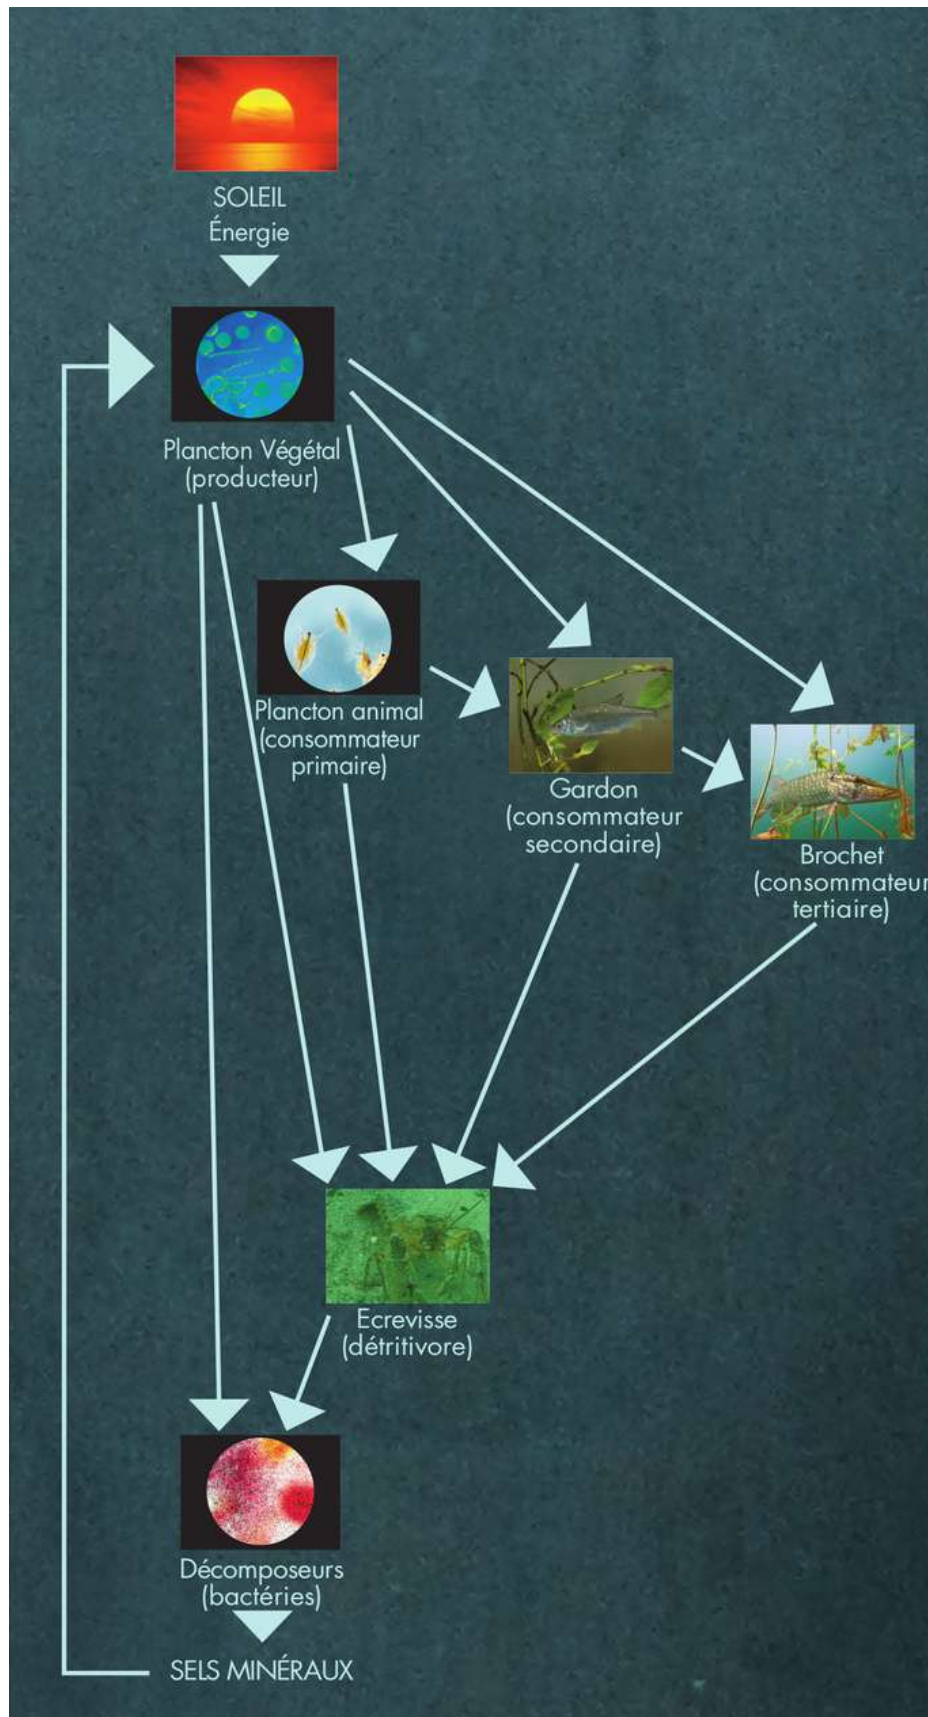 SOLEIL
Énergie
Plancton Végétal
(producteur)
Plancton animal
(consommateur
primaire)
Gardon
(consommateur
secondaire)
Brochet
(consommateur
tertiaire)
Ecrevisse
(détritivore)
Décomposeurs
(bactéries)
SELS MINÉRAUX